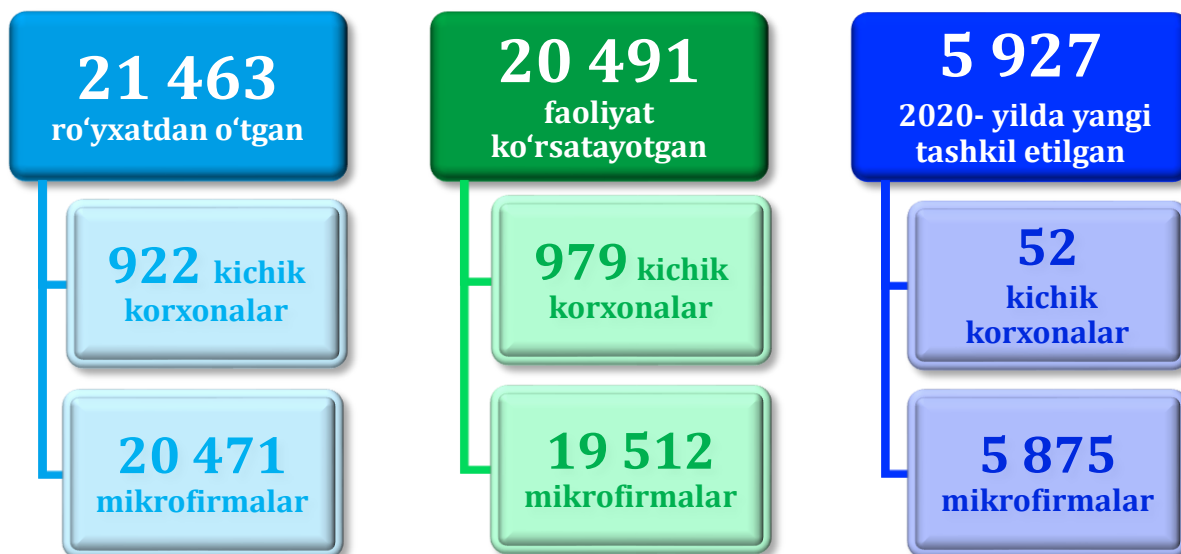 21 463
ro‘yxatdan o‘tgan
922 kichik
korxonalar
20 471
mikrofirmalar
20 491
faoliyat
ko‘rsatayotgan
979 kichik
korxonalar
19 512
mikrofirmalar
5 927
2020- yilda yangi
tashkil etilgan
52
kichik
korxonalar
5 875
mikrofirmalar